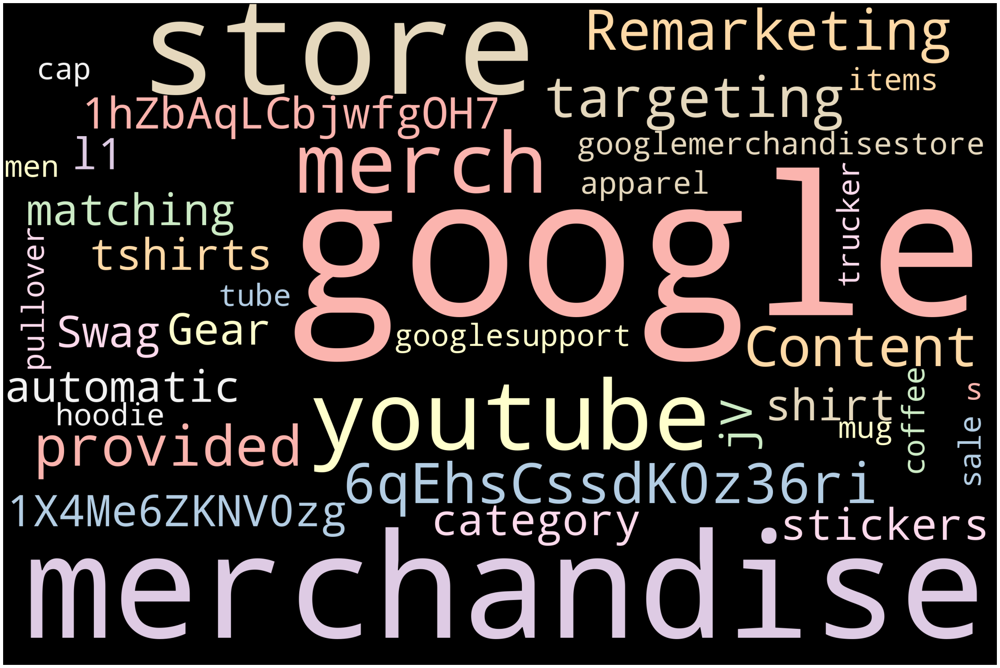 store
Remarketing
cap
items
targeting
1hZbAqLCbjwfgOH7
googlemerchandisestore
l1
merch
men
apparel
trucker
matching
google
pullover
tshirts
tube
Swag
Gear
googlesupport
Content
automatic
youtube
jv
shirt
coffee
s
hoodie
mug
provided
sale
6qEhsCssdK0z36ri
1X4Me6ZKNV0zg
category
stickers
merchandise